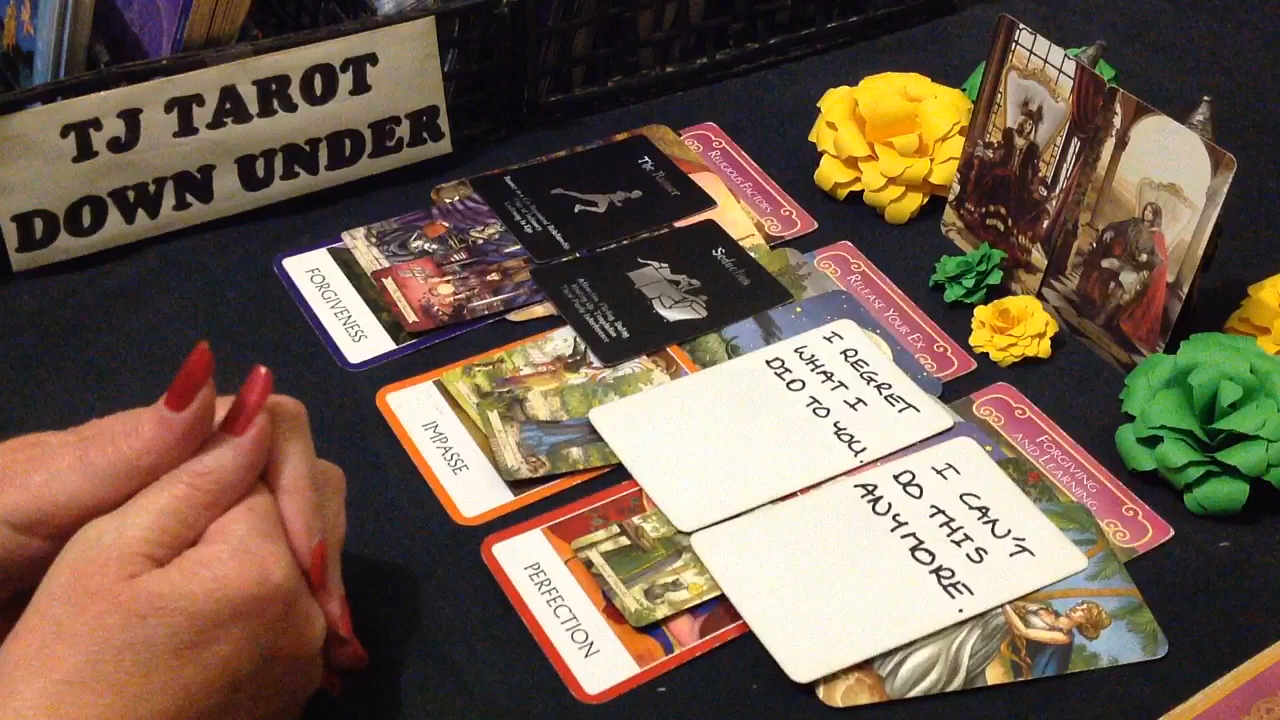 TJ TAROT
DOWN UNDER
RELIGIOUS FACTORS
The Runner
FORGIVENESS
Seduction
RELEASE YOUR EX
I REGRET
WHAT I
DID TO YOU.
IMPASSE
FORGIVING
AND LEARNING
I CAN'T
DO THIS
ANYMORE.
PERFECTION